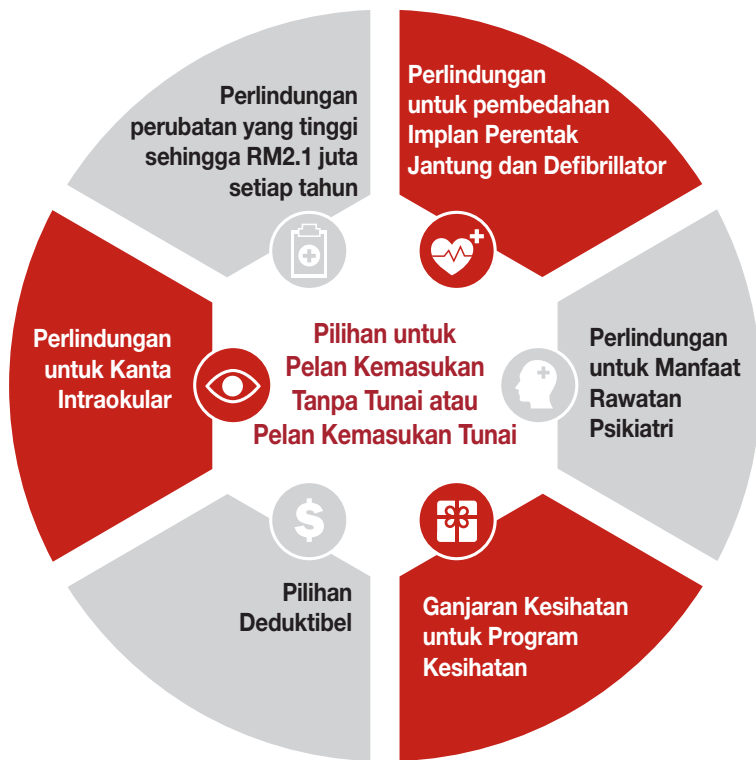 Perlindungan
perubatan yang tinggi
sehingga RM2.1 juta
setiap tahun
Perlindungan
untuk pembedahan
Implan Perentak
Jantung dan Defibrillator
Perlindungan
untuk Kanta
Intraokular
Pilihan untuk
Pelan Kemasukan
Tanpa Tunai atau
Pelan Kemasukan Tunai
Perlindungan
untuk Manfaat
Rawatan
Psikiatri
$
Pilihan
Deduktibel
Ganjaran Kesihatan
untuk Program
Kesihatan